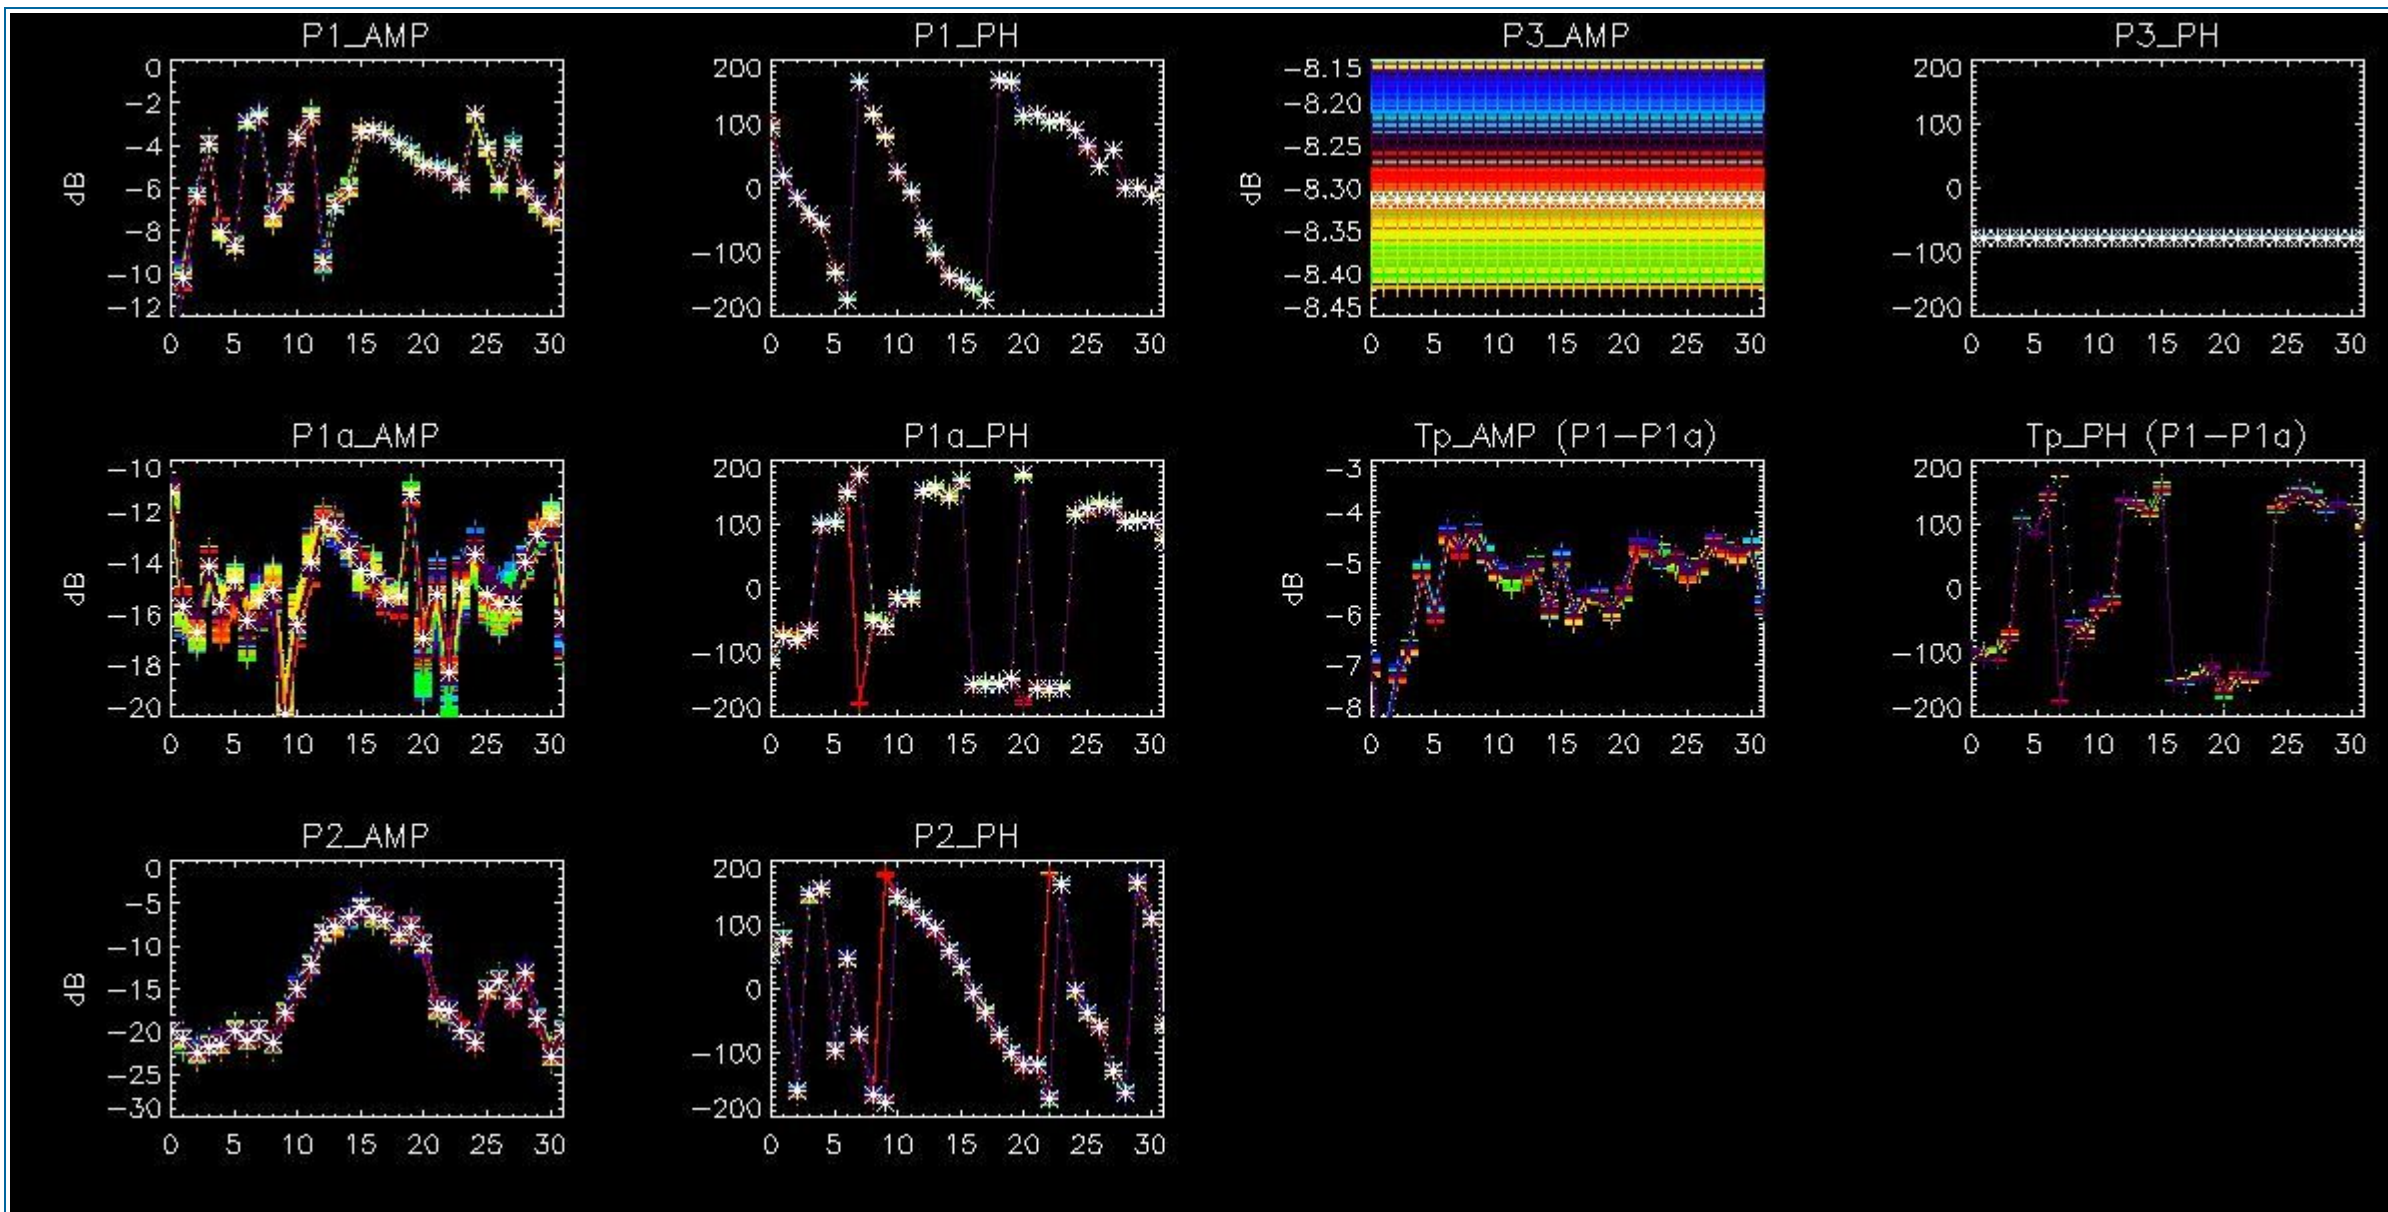 P1_AMP
0
−2
−4
−6
−8
−10
−12
dB
0 5 10 15 20 25 30
P1_PH
200
100
0
−100
−200
0 5 10 15 20 25 30
P3_AMP
−8.15
−8.20
−8.25
−8.30
−8.35
−8.40
−8.45
dB
0 5 10 15 20 25 30
P3_PH
200
100
0
−100
−200
0 5 10 15 20 25 30
P1a_AMP
−10
−12
−14
−16
−18
−20
dB
0 5 10 15 20 25 30
P1a_PH
200
100
0
−100
−200
0 5 10 15 20 25 30
Tp_AMP (P1−P1a)
−3
−4
−5
−6
−7
−8
dB
0 5 10 15 20 25 30
Tp_PH (P1−P1a)
200
100
0
−100
−200
0 5 10 15 20 25 30
P2_AMP
0
−5
−10
−15
−20
−25
−30
dB
0 5 10 15 20 25 30
P2_PH
200
100
0
−100
−200
0 5 10 15 20 25 30